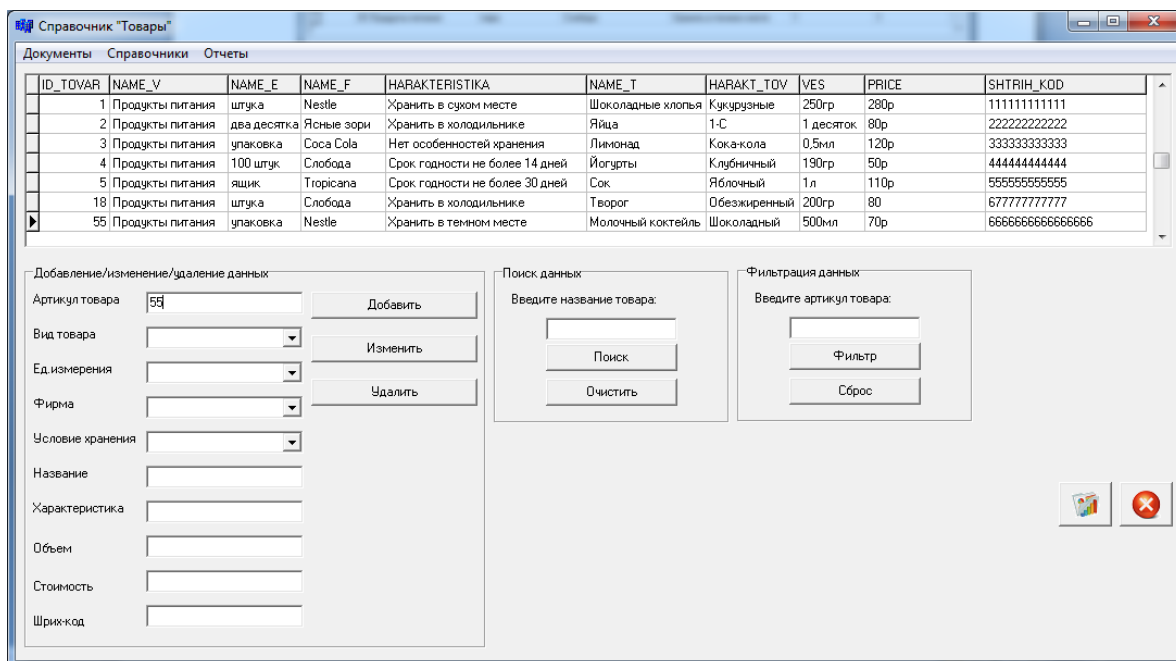 Справочник "Товары"
Документы Справочники Отчеты
ID_TOVAR NAME_V NAME_E NAME_F HARAKTERISTIKA NAME_T HARAKT_TOV VES PRICE SHTRIH_KOD
1 Продукты питания штука Nestle Хранить в сухом месте Шоколадные хлопья Кукурузные 250гр 280р 111111111111
2 Продукты питания два десятка Ясные зори Хранить в холодильнике Яйца 1-С 1 десяток 80р 222222222222
3 Продукты питания упаковка Coca Cola Нет особенностей хранения Лимонад Кока-кола 0,5мл 120р 333333333333
4 Продукты питания 100 штук Слобода Срок годности не более 14 дней Йогурты Клубничный 190гр 50р 444444444444
5 Продукты питания ящик Tropicana Срок годности не более 30 дней Сок Яблочный 1л 110р 555555555555
18 Продукты питания штука Слобода Хранить в холодильнике Творог Обезжиренный 200гр 80 677777777777
55 Продукты питания упаковка Nestle Хранить в темном месте Молочный коктейль Шоколадный 500мл 70р 6666666666666666
Добавление/изменение/удаление данных
Артикул товара 55 Добавить
Вид товара
Изменить
Ед.измерения
Удалить
Фирма
Условие хранения
Название
Характеристика
Объем
Стоимость
Шрих-код
Поиск данных
Введите название товара:
Поиск
Очистить
Фильтрация данных
Введите артикул товара:
Фильтр
Сброс